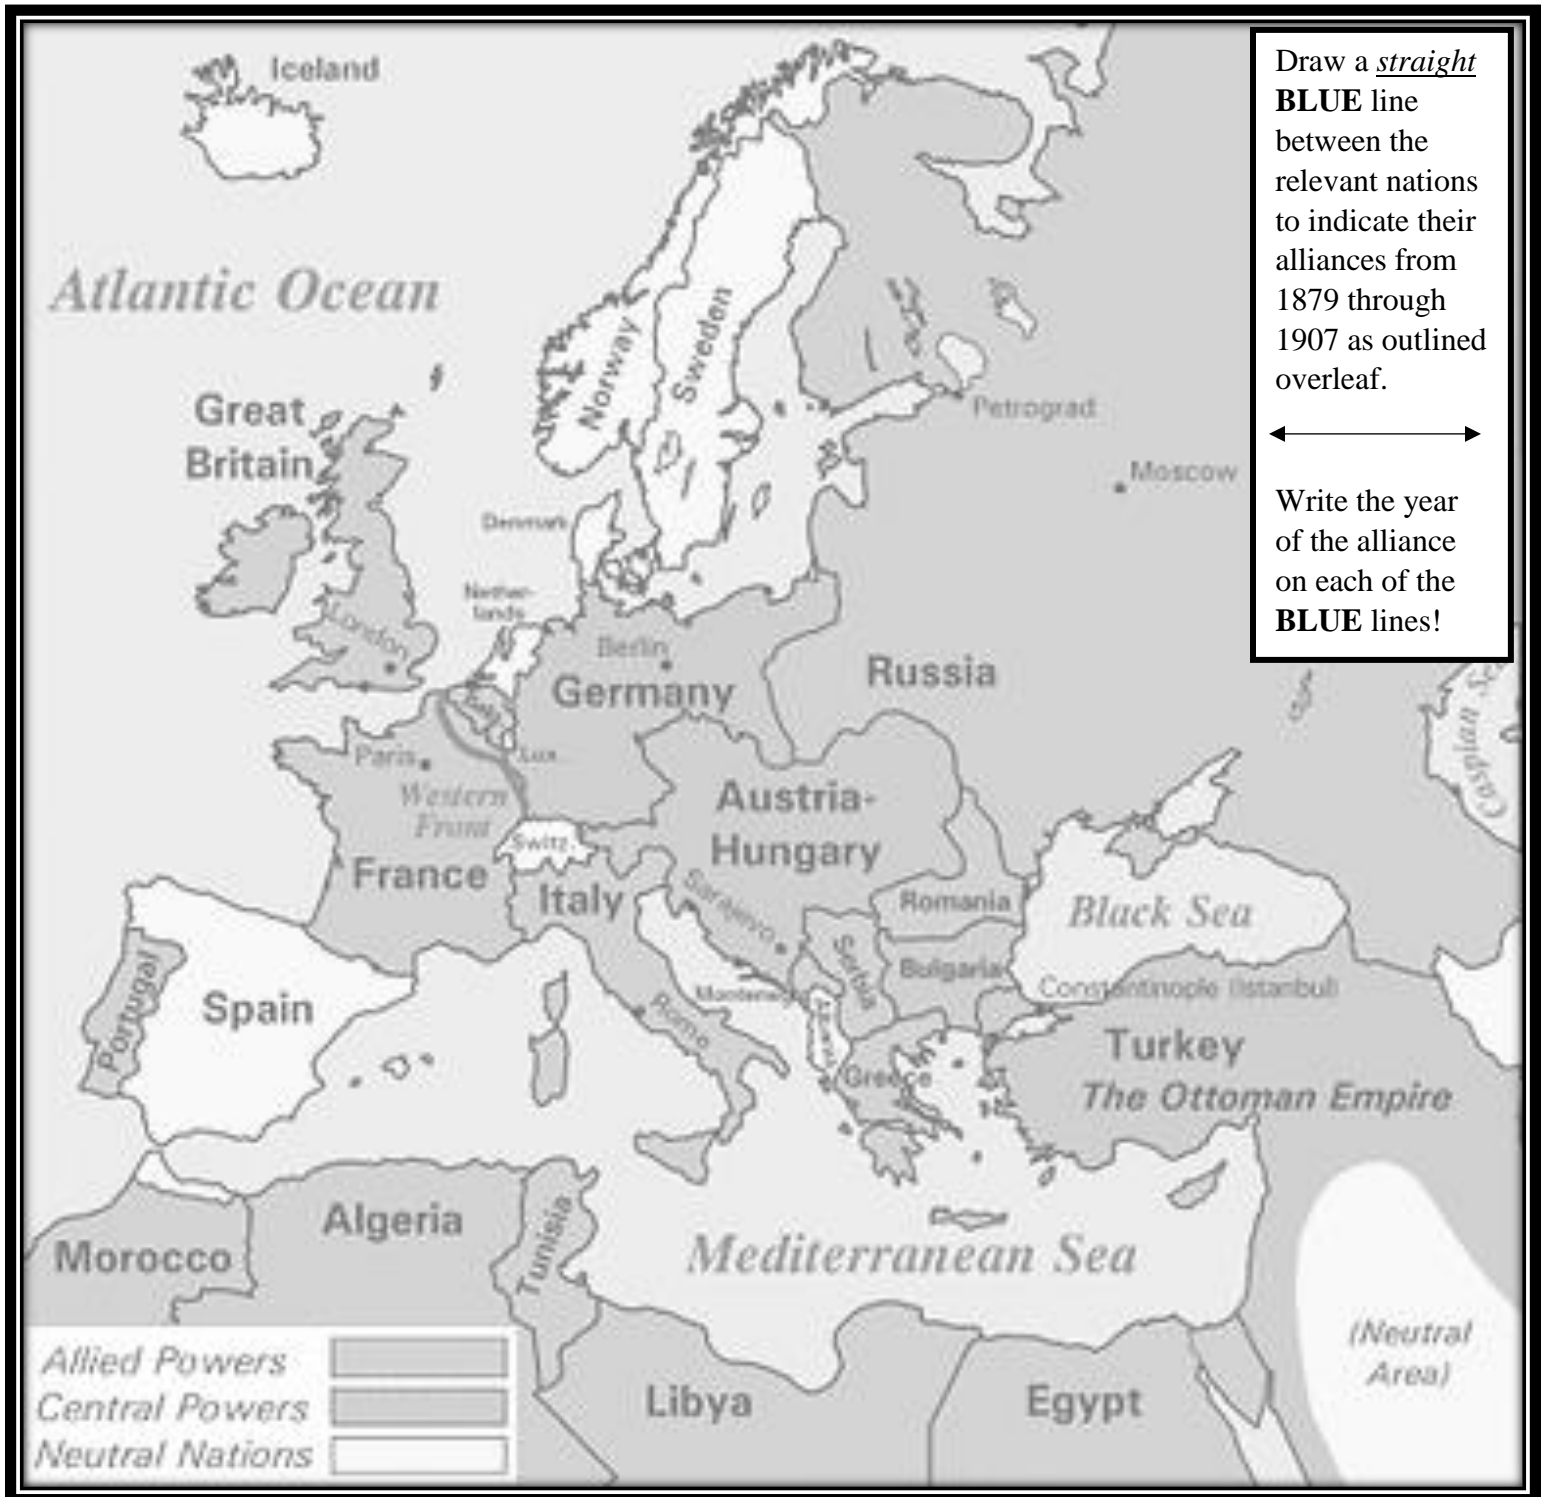 Iceland
Atlantic Ocean
Great
Britain
Norway
Sweden
Petrograd
Moscow
Denmark
Nether-
lands
London
Berlin
Germany
Russia
Caspian Se
Paris
Lux.
Western
Front
Switz.
France
Austria-
Hungary
Italy
Sarajevo
Romania
Black Sea
Serbia
Bulgaria
Constantinople (Istanbul)
Portugal
Spain
Rome
Greece
Turkey
The Ottoman Empire
Morocco
Algeria
Tunisia
Mediterranean Sea
Libya
Egypt
(Neutral
Area)
Allied Powers
Central Powers
Neutral Nations
Draw a straight
BLUE line
between the
relevant nations
to indicate their
alliances from
1879 through
1907 as outlined
overleaf.
Write the year
of the alliance
on each of the
BLUE lines!